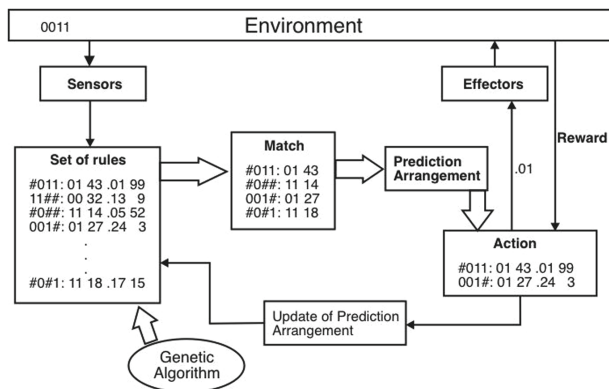 0011
Environment
Sensors
Effectors
Reward
.01
Set of rules
#011: 01 43 .01 99
11##: 00 32 .13 9
#0##: 11 14 .05 52
001#: 01 27 .24 3
.
.
.
#0#1: 11 18 .17 15
Match
#011: 01 43
#0##: 11 14
001#: 01 27
#0#1: 11 18
Prediction
Arrangement
Action
#011: 01 43 .01 99
001#: 01 27 .24 3
Update of Prediction
Arrangement
Genetic
Algorithm